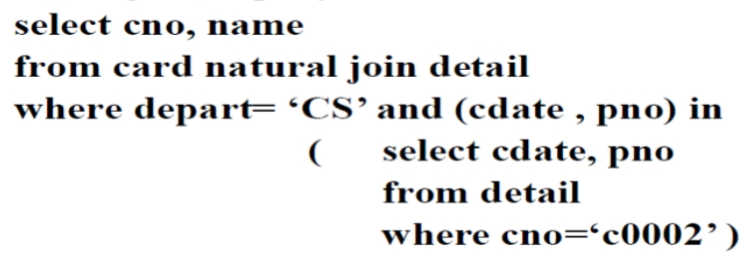 select cno, name
from card natural join detail
where depart= ‘CS’ and (cdate , pno) in
( select cdate, pno
from detail
where cno=‘c0002’ )